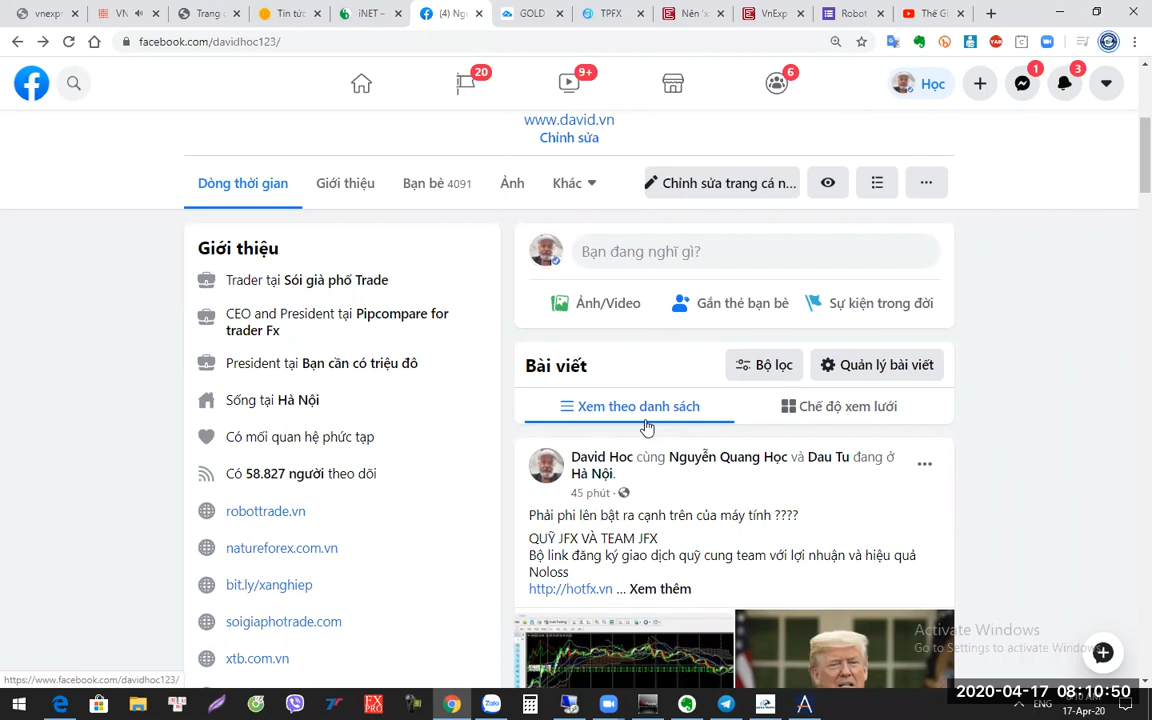 vnexp
VN
Trang
Tin tức
iNET –
(4) Ng
GOLD
TPFX
Nên 'x
VnExp
Robot
Thế Gi
facebook.com/davidhoc123/
20
9+
6
Học
1
3
www.david.vn
Chỉnh sửa
Dòng thời gian
Giới thiệu
Bạn bè 4091
Ảnh
Khác
Chỉnh sửa trang cá n...
Giới thiệu
Trader tại Sói già phố Trade
CEO and President tại Pipcompare for
trader Fx
President tại Bạn cần có triệu đô
Sống tại Hà Nội
Có mối quan hệ phức tạp
Có 58.827 người theo dõi
robottrade.vn
natureforex.com.vn
bit.ly/xanghiep
soigiaphotrade.com
xtb.com.vn
Bạn đang nghĩ gì?
Ảnh/Video
Gắn thẻ bạn bè
Sự kiện trong đời
Bài viết
Bộ lọc
Quản lý bài viết
Xem theo danh sách
Chế độ xem lưới
David Hoc cùng Nguyễn Quang Học và Dau Tu đang ở
Hà Nội.
45 phút ·
Phải phi lên bật ra cạnh trên của máy tính ????
QUỸ JFX VÀ TEAM JFX
Bộ link đăng ký giao dịch quỹ cung team với lợi nhuận và hiệu quả
Noloss
http://hotfx.vn ... Xem thêm
Activate Windows
Go to Settings to activate Windows
https://www.facebook.com/davidhoc123/
2020-04-17 08:10:50
ENG
17-Apr-20